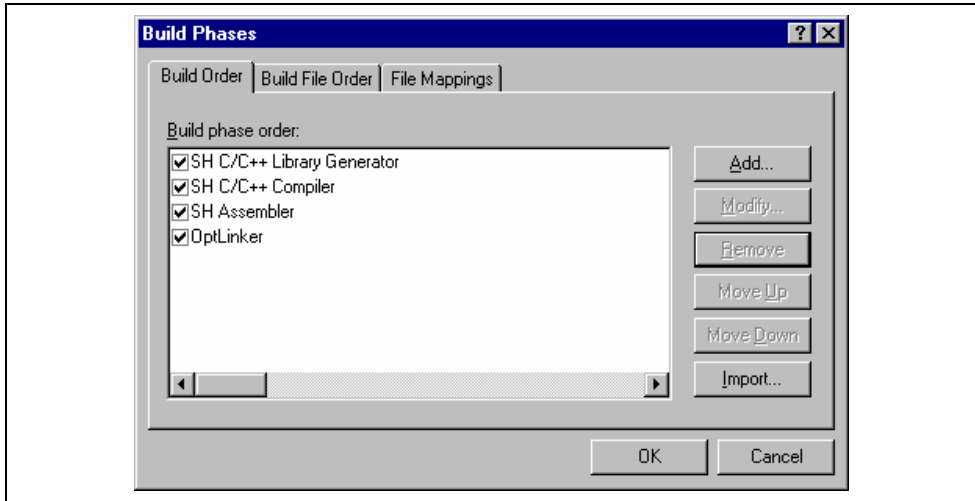 Build Phases
Build Order
Build File Order
File Mappings
Build phase order:
SH C/C++ Library Generator
SH C/C++ Compiler
SH Assembler
OptLinker
Add...
Modify...
Remove
Move Up
Move Down
Import...
OK
Cancel